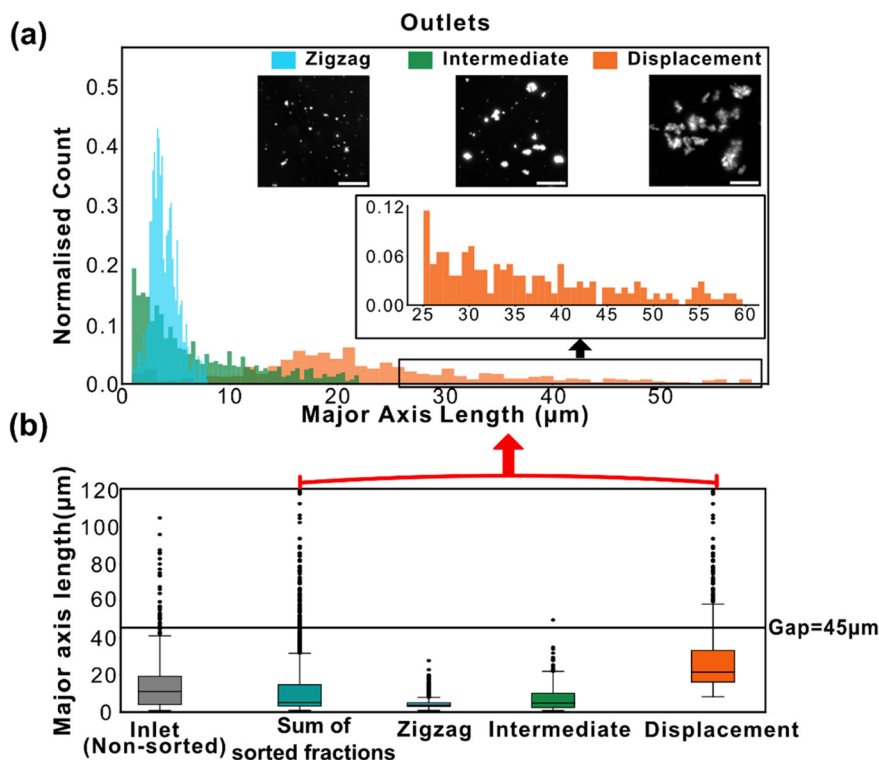 Outlets
(a)
Zigzag Intermediate Displacement
Normalised Count
0.5
0.4
0.3
0.2
0.1
0.0
0 10 20 30 40 50
0.12
0.06
0.00
25 30 35 40 45 50 55 60
Major Axis Length (µm)
(b)
Major axis length(µm)
120
100
80
60
40
20
0
Gap=45µm
Inlet
(Non-sorted)
Sum of
sorted fractions
Zigzag
Intermediate
Displacement